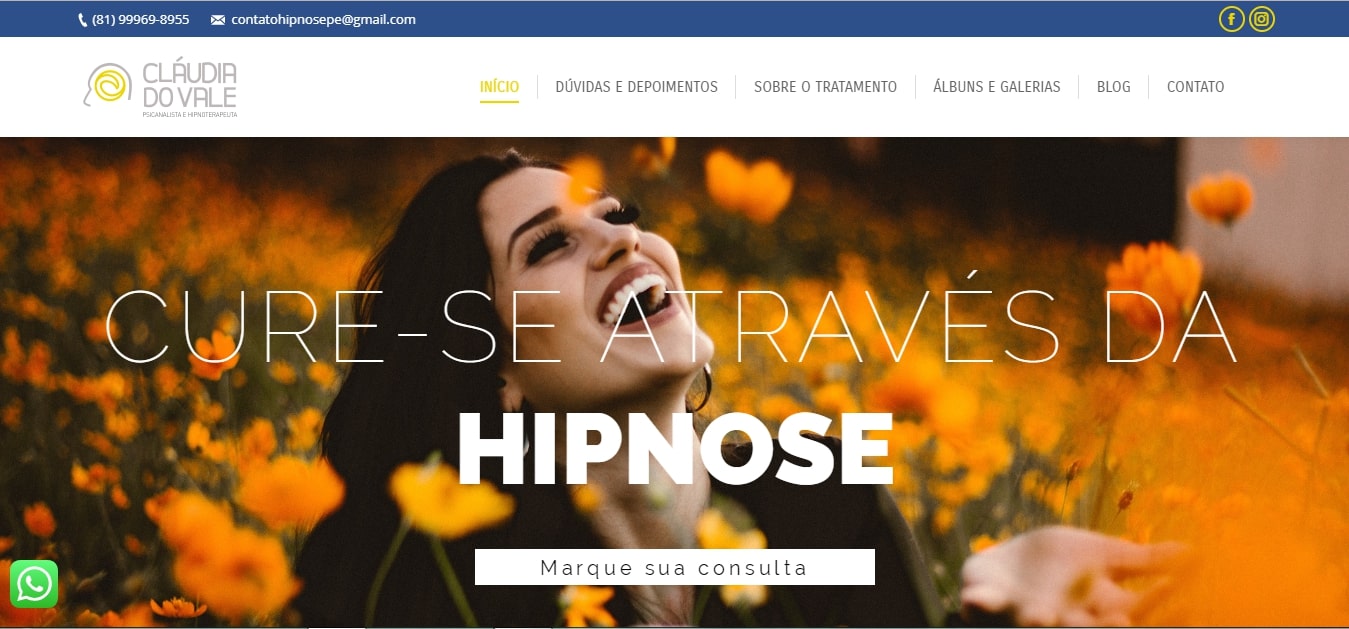 (81) 99969-8955 contatohipnosepe@gmail.com
CLÁUDIA
DO VALE
PSICANALISTA E HIPNOTERAPEUTA
INÍCIO DÚVIDAS E DEPOIMENTOS SOBRE O TRATAMENTO ÁLBUNS E GALERIAS BLOG CONTATO
CURE-SE ATRAVÉS DA
HIPNOSE
Marque sua consulta